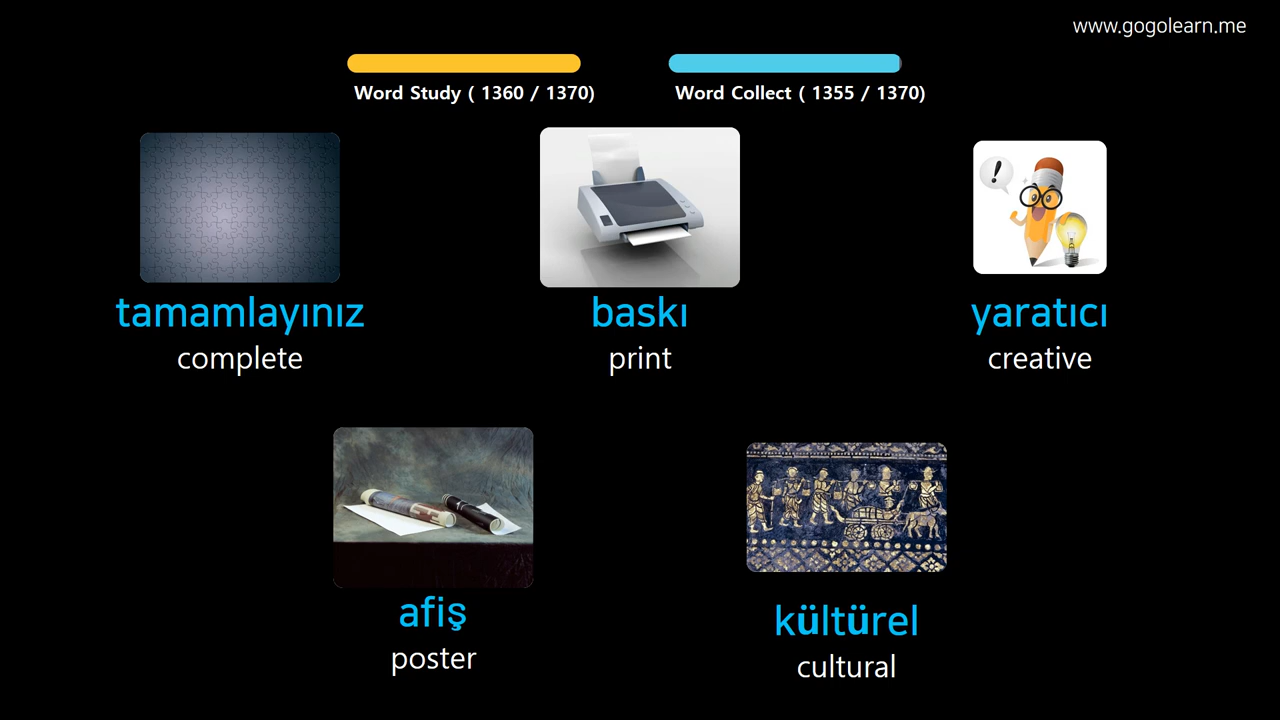 www.gogolearn.me
Word Study ( 1360 / 1370)
Word Collect ( 1355 / 1370)
tamamlayınız
complete
baskı
print
yaratıcı
creative
afiş
poster
kültürel
cultural